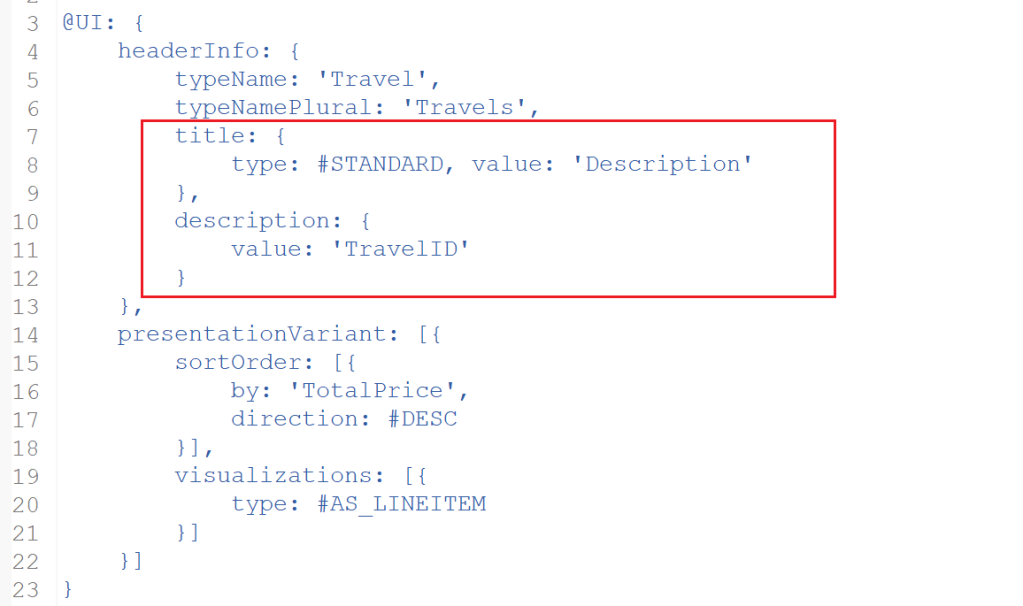 3 @UI: {
4     headerInfo: {
5         typeName: 'Travel',
6         typeNamePlural: 'Travels',
7         title: {
8             type: #STANDARD, value: 'Description'
9         },
10         description: {
11             value: 'TravelID'
12         }
13     },
14     presentationVariant: [{
15         sortOrder: [{
16             by: 'TotalPrice',
17             direction: #DESC
18         }],
19         visualizations: [{
20             type: #AS_LINEITEM
21         }]
22     }]
23 }